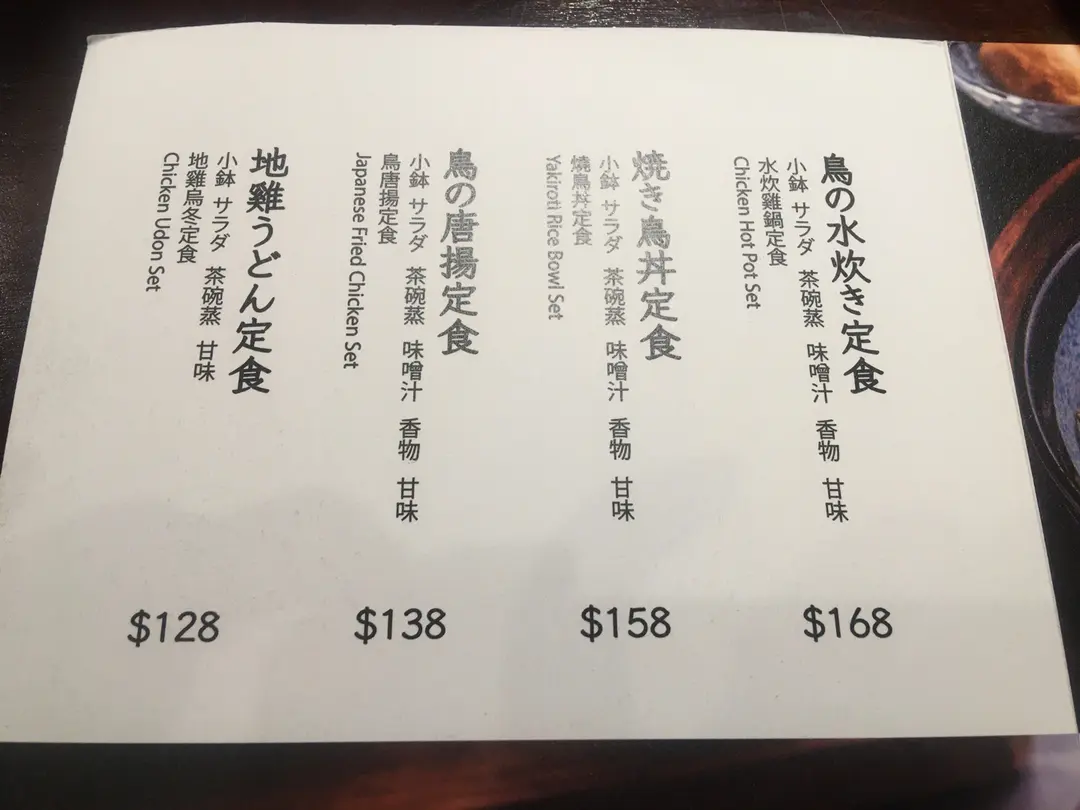 鳥の水炊き定食
小鉢 サラダ 茶碗蒸 味噌汁 香物 甘味
水炊雞鍋定食
Chicken Hot Pot Set
$168
焼き鳥丼定食
小鉢 サラダ 茶碗蒸 味噌汁 香物 甘味
燒鳥丼定食
Yakiroti Rice Bowl Set
$158
鳥の唐揚定食
小鉢 サラダ 茶碗蒸 味噌汁 香物 甘味
鳥唐揚定食
Japanese Fried Chicken Set
$138
地雞うどん定食
小鉢 サラダ 茶碗蒸 甘味
地雞烏冬定食
Chicken Udon Set
$128